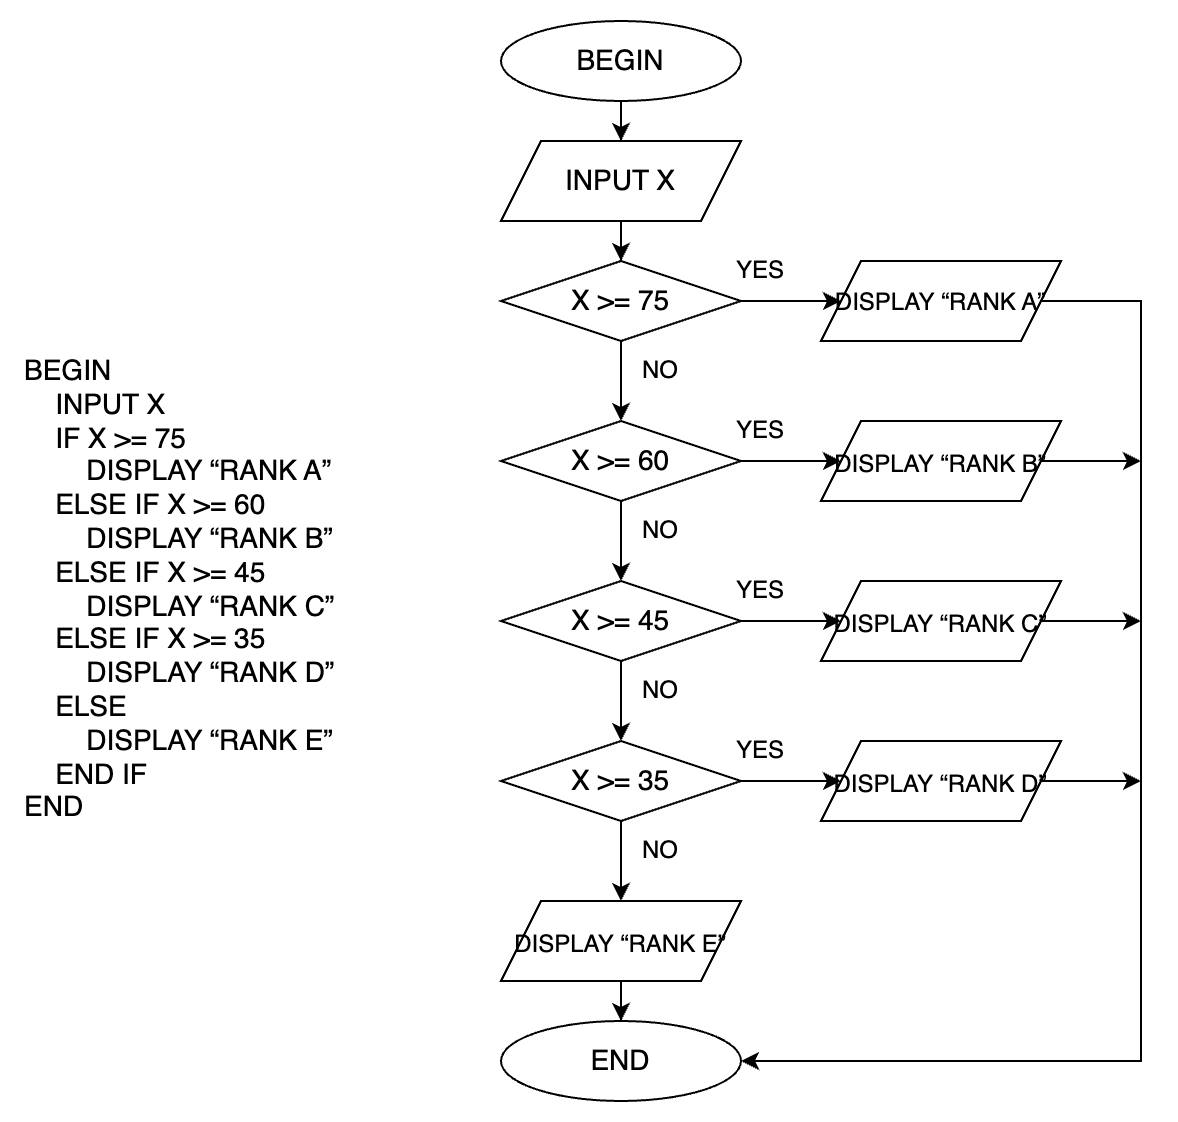 BEGIN
INPUT X
IF X >= 75
DISPLAY “RANK A”
ELSE IF X >= 60
DISPLAY “RANK B”
ELSE IF X >= 45
DISPLAY “RANK C”
ELSE IF X >= 35
DISPLAY “RANK D”
ELSE
DISPLAY “RANK E”
END IF
END
BEGIN
INPUT X
X >= 75
YES
DISPLAY “RANK A”
NO
X >= 60
YES
DISPLAY “RANK B”
NO
X >= 45
YES
DISPLAY “RANK C”
NO
X >= 35
YES
DISPLAY “RANK D”
NO
DISPLAY “RANK E”
END